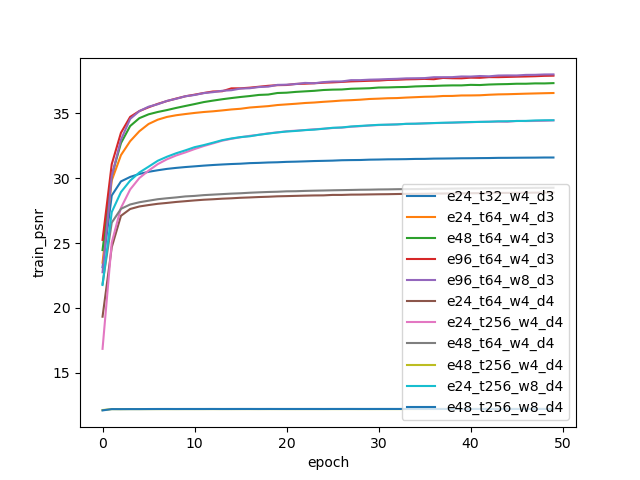 train_psnr
35
30
25
20
15
0
10
20
30
40
50
epoch
e24_t32_w4_d3
e24_t64_w4_d3
e48_t64_w4_d3
e96_t64_w4_d3
e96_t64_w8_d3
e24_t64_w4_d4
e24_t256_w4_d4
e48_t64_w4_d4
e48_t256_w4_d4
e24_t256_w8_d4
e48_t256_w8_d4